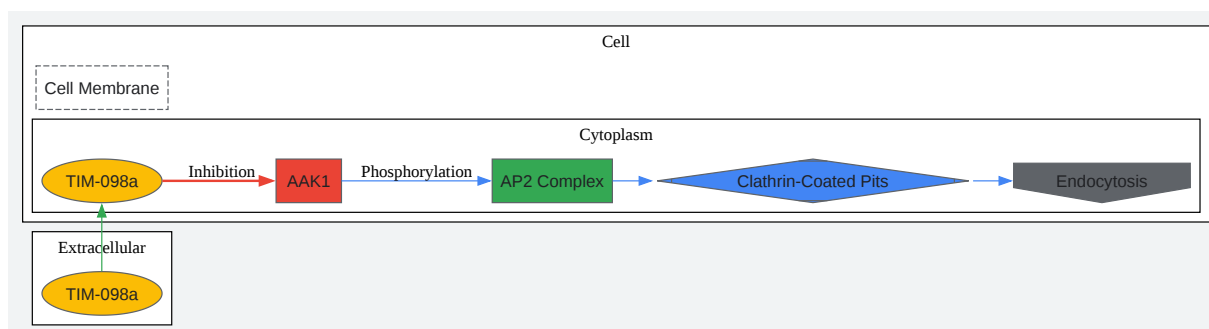 Cell
Cell Membrane
Cytoplasm
TIM-098a
Inhibition
AAK1
Phosphorylation
AP2 Complex
Clathrin-Coated Pits
Endocytosis
Extracellular
TIM-098a